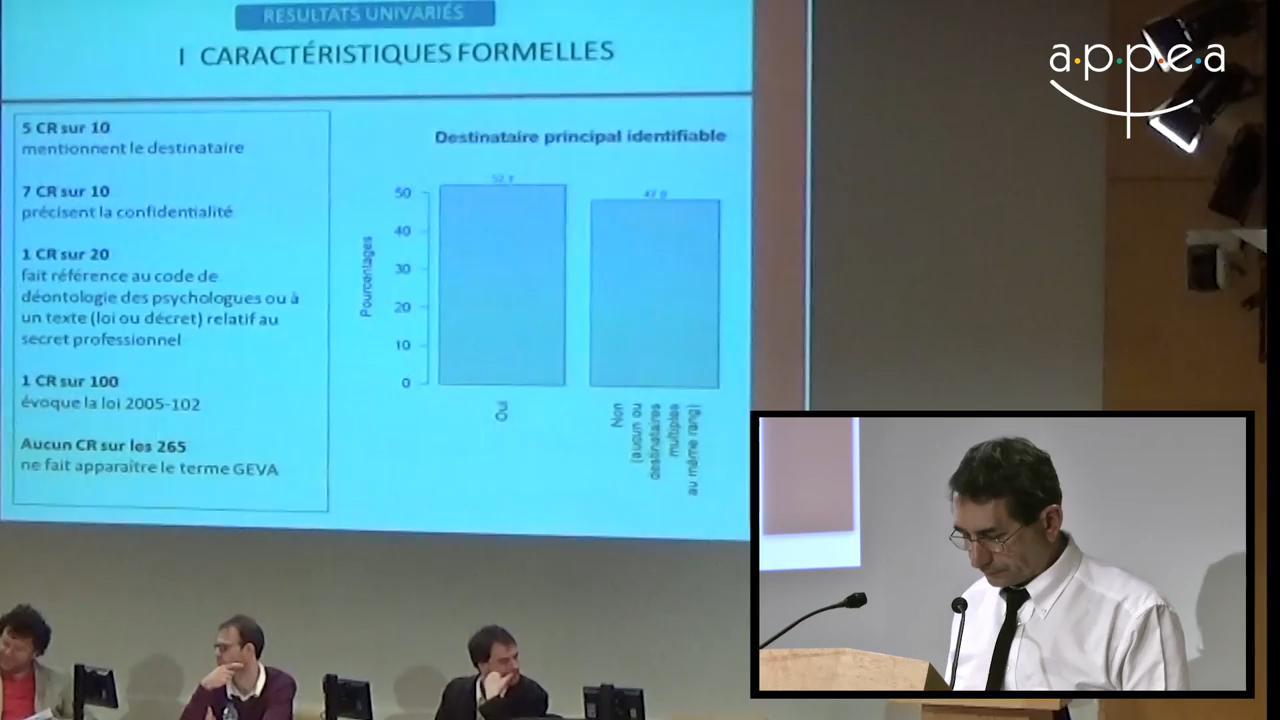 RESULTATS UNIVARIÉS
I CARACTÉRISTIQUES FORMELLES
5 CR sur 10
mentionnent le destinataire
7 CR sur 10
précisent la confidentialité
1 CR sur 20
fait référence au code de
déontologie des psychologues ou à
un texte (loi ou décret) relatif au
secret professionnel
1 CR sur 100
évoque la loi 2005-102
Aucun CR sur les 265
ne fait apparaître le terme GEVA
Destinataire principal identifiable
Pourcentages
50
40
30
20
10
0
Oui
Non
(aucun ou
destinataires
multiples
au même rang)
a·p·p·e·a